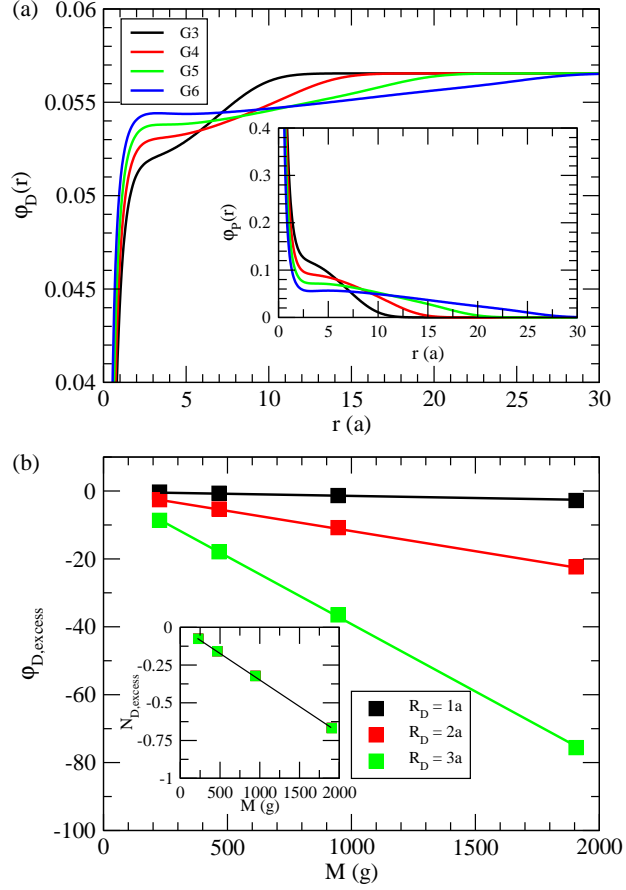 (a)
0.06
0.05
0.05
0.04
φD(r)
G3
G4
G5
G6
0.4
0.3
0.2
0.1
0
φP(r)
0 5 10 15 20 25 30
r (a)
0 5 10 15 20 25 30
r (a)
(b)
0
-20
-40
-60
-80
-100
φD,excess
0
-0.25
-0.5
-0.75
-1
ND,excess
0 500 1000 1500 2000
M (g)
RD = 1a
RD = 2a
RD = 3a
0 500 1000 1500 2000
M (g)